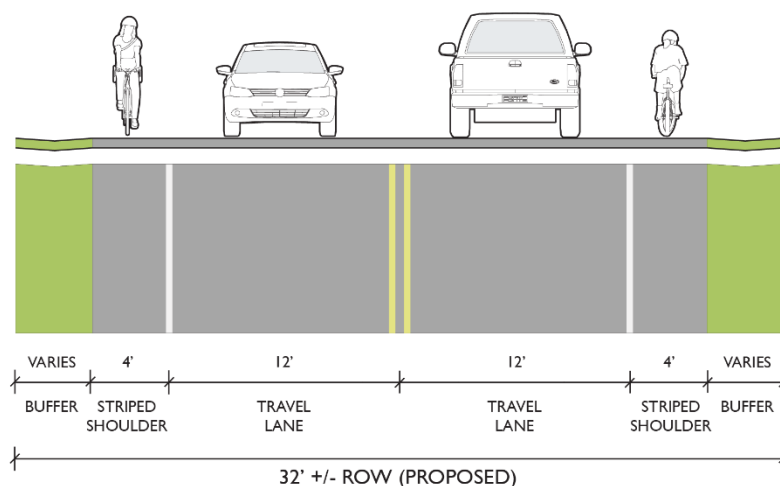 VARIES 4' 12' 12' 4' VARIES
BUFFER STRIPED TRAVEL TRAVEL STRIPED BUFFER
SHOULDER LANE LANE SHOULDER
32' +/- ROW (PROPOSED)